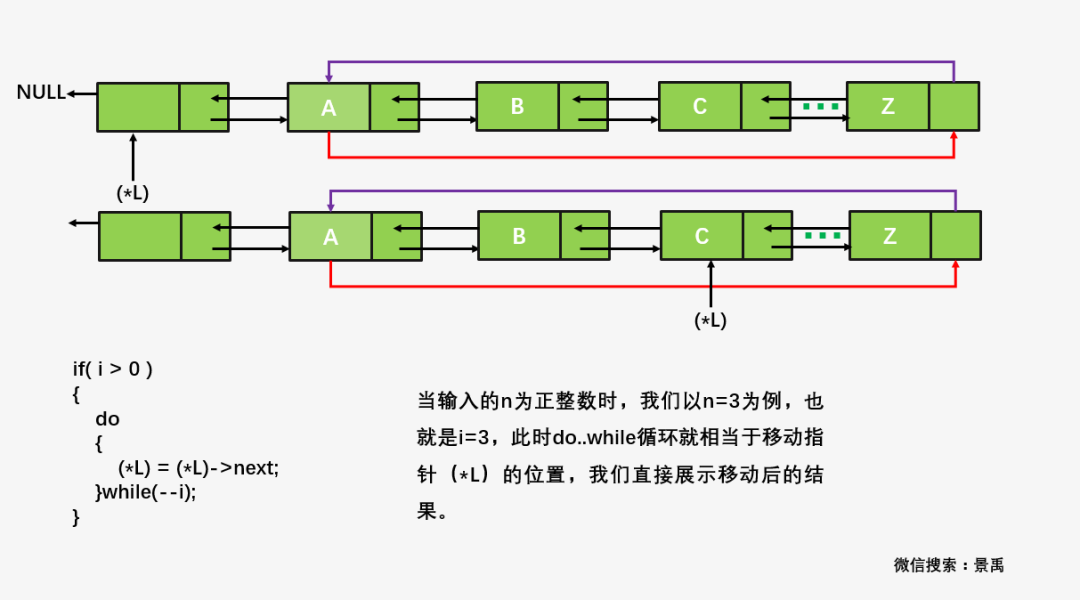 NULL
A
B
C
Z
(*L)
A
B
C
Z
(*L)
if( i > 0 )
{
do
{
(*L) = (*L)->next;
}while(--i);
}
当输入的n为正整数时，我们以n=3为例，也
就是i=3，此时do..while循环就相当于移动指
针（*L）的位置，我们直接展示移动后的结
果。
微信搜索：景禹